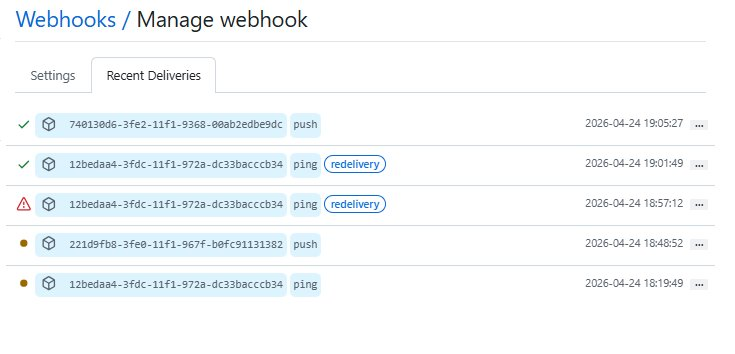 Webhooks / Manage webhook
Settings Recent Deliveries
740130d6-3fe2-11f1-9368-00ab2edbe9dc push 2026-04-24 19:05:27 ...
12bedaa4-3fdc-11f1-972a-dc33bacccb34 ping redelivery 2026-04-24 19:01:49 ...
12bedaa4-3fdc-11f1-972a-dc33bacccb34 ping redelivery 2026-04-24 18:57:12 ...
221d9fb8-3fe0-11f1-967f-b0fc91131382 push 2026-04-24 18:48:52 ...
12bedaa4-3fdc-11f1-972a-dc33bacccb34 ping 2026-04-24 18:19:49 ...